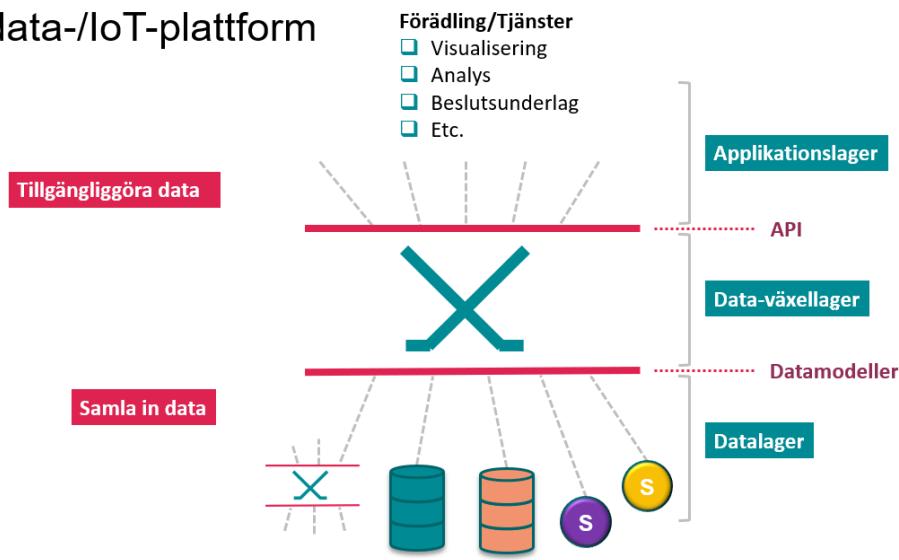 data-/IoT-plattform
Förädling/Tjänster
Visualisering
Analys
Beslutsunderlag
Etc.
Applikationslager
Tillgängliggöra data
API
Data-växellager
Datamodeller
Samla in data
Datalager
S
S